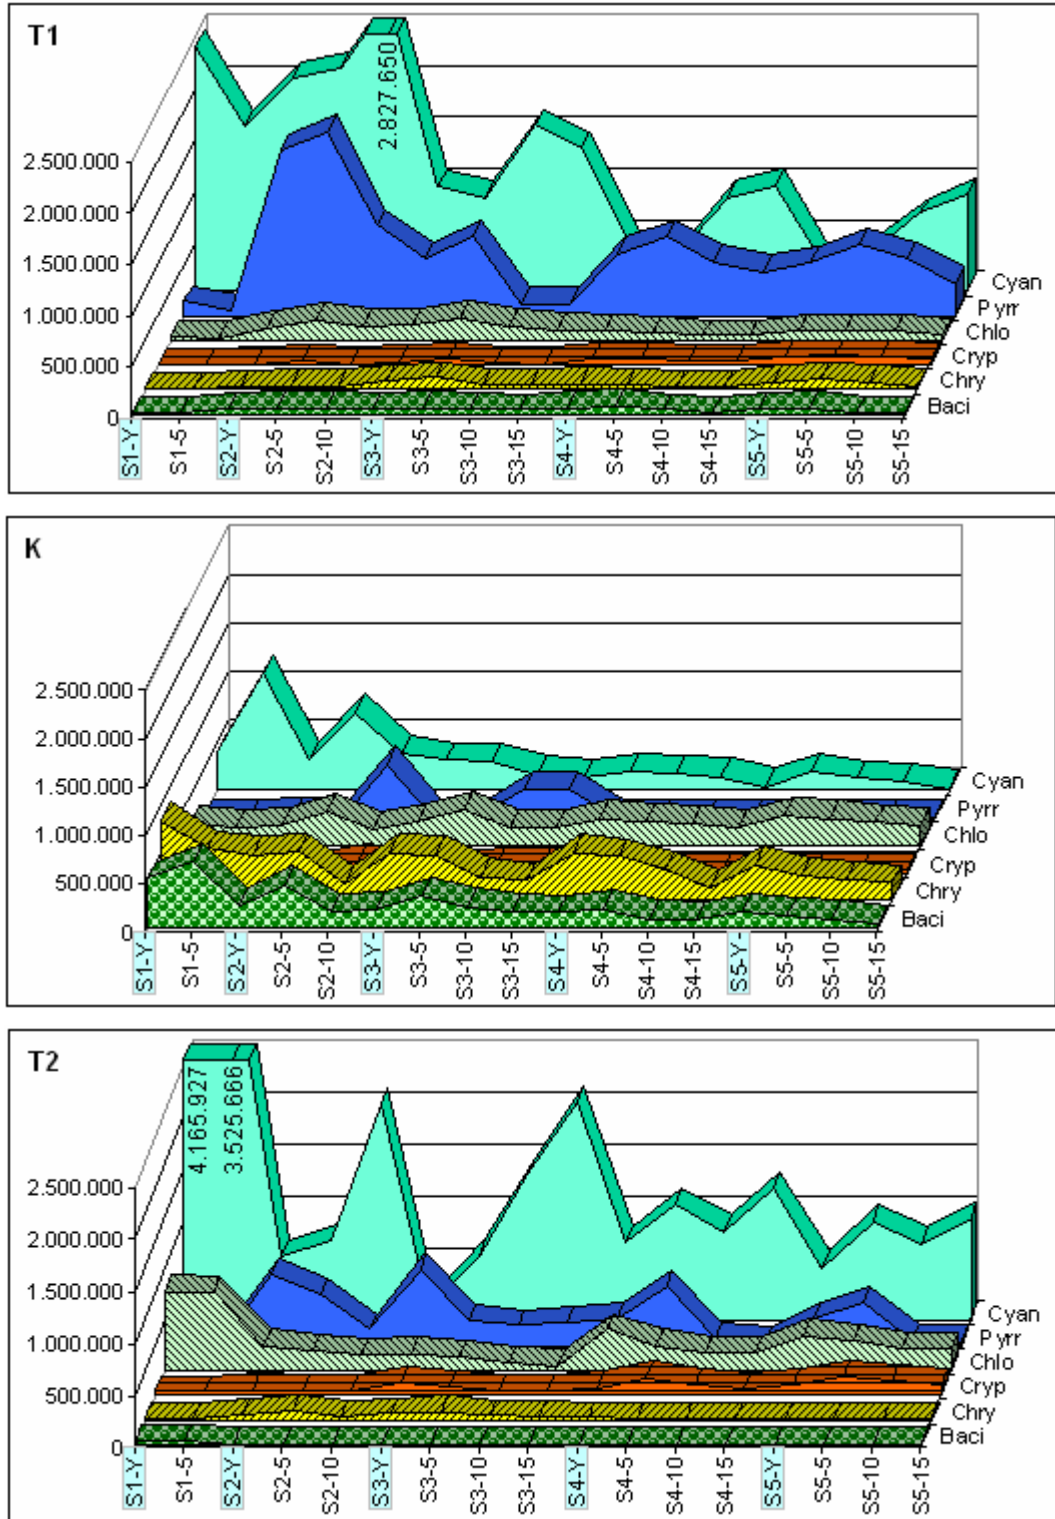 T1
2.827.650
2.500.000
2.000.000
1.500.000
1.000.000
500.000
0
Cyan
Pyrr
Chlo
Cryp
Chry
Baci
S1-Y
S1-5
S2-Y
S2-5
S2-10
S3-Y
S3-5
S3-10
S3-15
S4-Y
S4-5
S4-10
S4-15
S5-Y
S5-5
S5-10
S5-15
K
2.500.000
2.000.000
1.500.000
1.000.000
500.000
0
Cyan
Pyrr
Chlo
Cryp
Chry
Baci
S1-Y
S1-5
S2-Y
S2-5
S2-10
S3-Y
S3-5
S3-10
S3-15
S4-Y
S4-5
S4-10
S4-15
S5-Y
S5-5
S5-10
S5-15
T2
4.165.927
3.525.666
2.500.000
2.000.000
1.500.000
1.000.000
500.000
0
Cyan
Pyrr
Chlo
Cryp
Chry
Baci
S1-Y
S1-5
S2-Y
S2-5
S2-10
S3-Y
S3-5
S3-10
S3-15
S4-Y
S4-5
S4-10
S4-15
S5-Y
S5-5
S5-10
S5-15